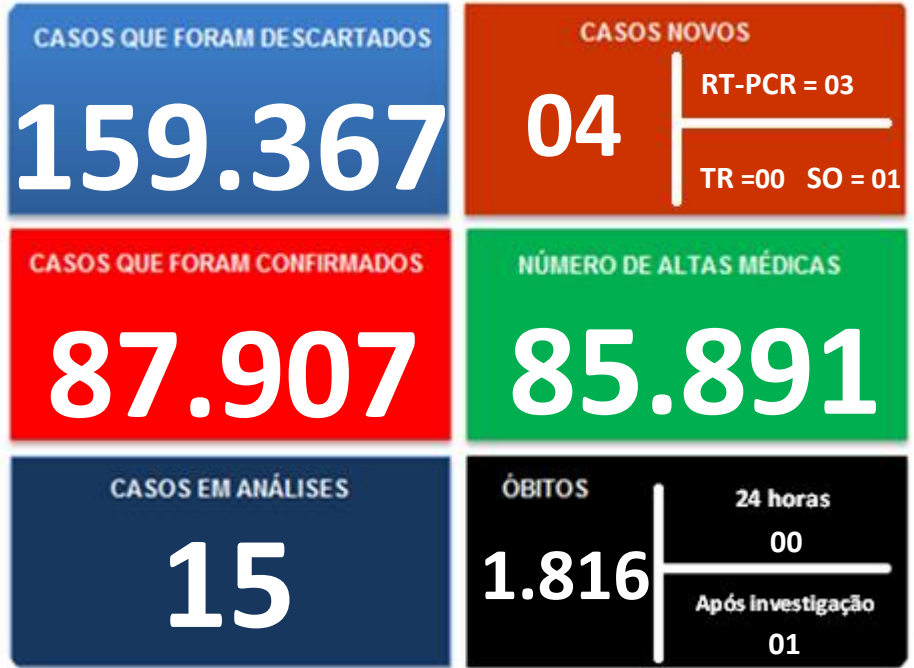 CASOS QUE FORAM DESCARTADOS
159.367
CASOS NOVOS
04
RT-PCR = 03
TR =00 SO = 01
CASOS QUE FORAM CONFIRMADOS
87.907
NÚMERO DE ALTAS MÉDICAS
85.891
CASOS EM ANÁLISES
15
ÓBITOS
1.816
24 horas
00
Após investigação
01